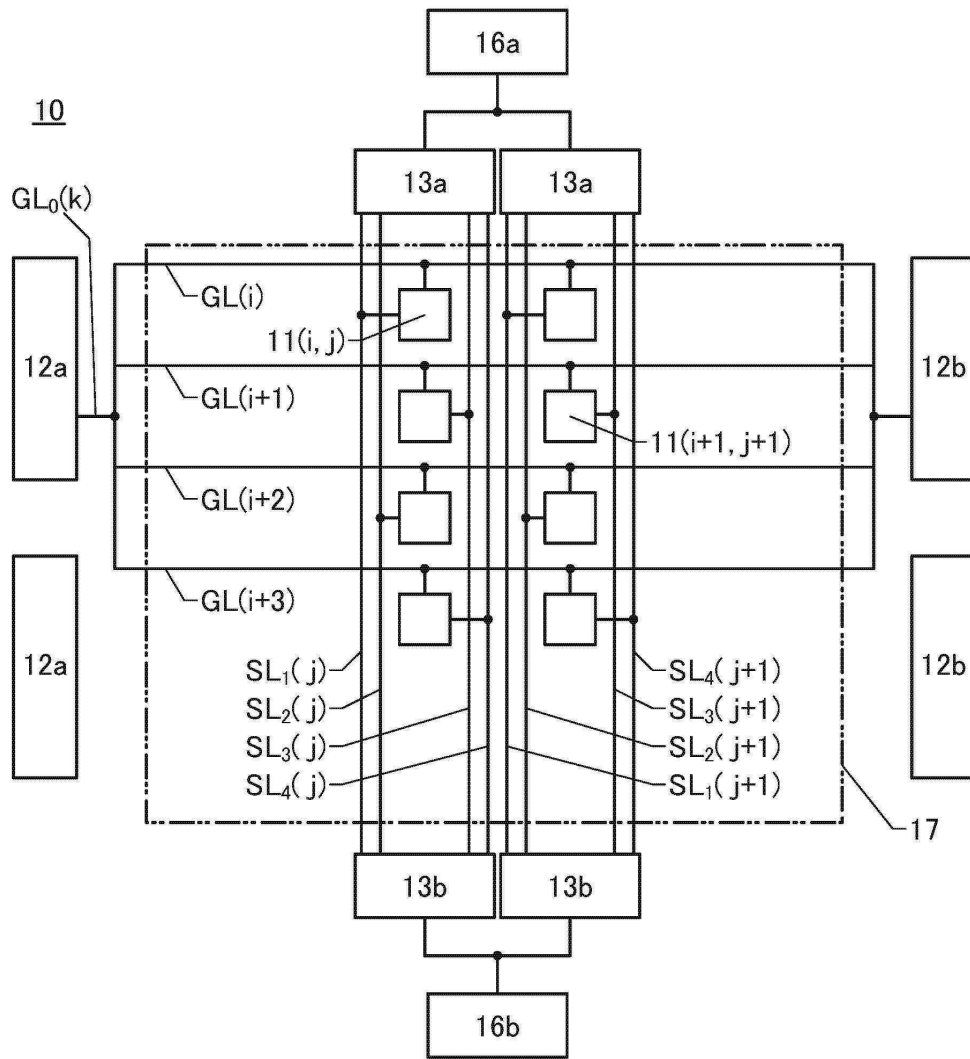 16a
10
13a 13a
GL₀(k)
GL(i)
11(i, j)
12a 12b
GL(i+1)
11(i+1, j+1)
GL(i+2)
GL(i+3)
12a 12b
SL₁(j) SL₄(j+1)
SL₂(j) SL₃(j+1)
SL₃(j) SL₂(j+1)
SL₄(j) SL₁(j+1)
17
13b 13b
16b